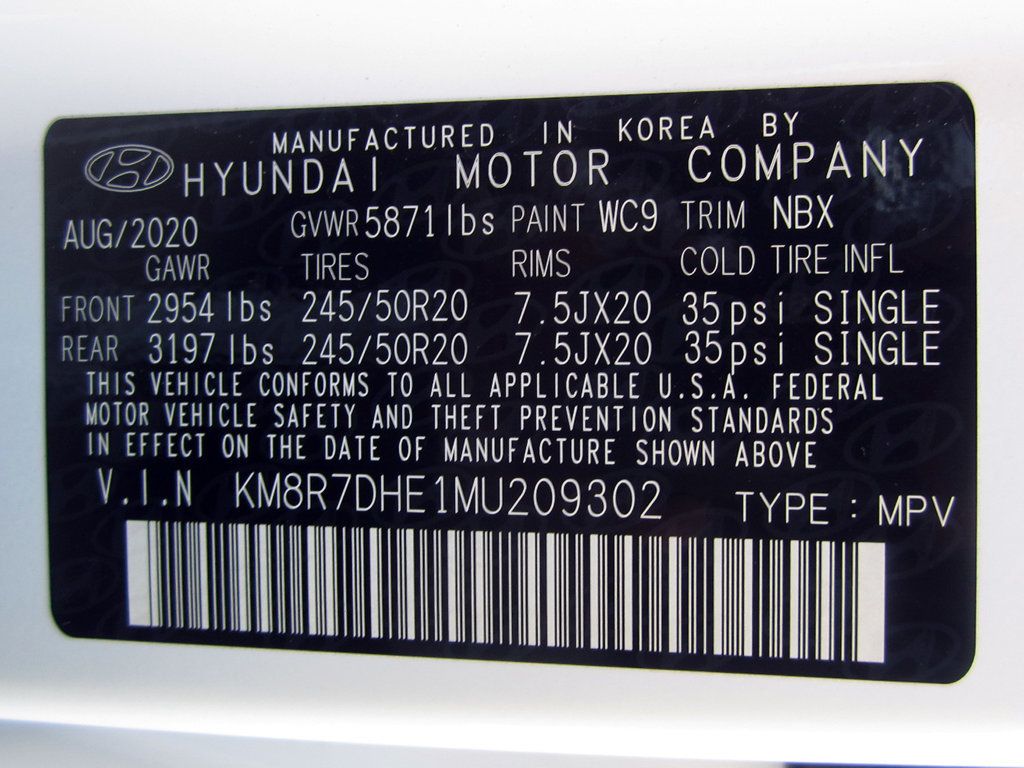 MANUFACTURED IN KOREA BY
HYUNDAI MOTOR COMPANY
AUG/2020 GVWR 5871lbs PAINT WC9 TRIM NBX
GAWR TIRES RIMS COLD TIRE INFL
FRONT 2954 lbs 245/50R20 7.5JX20 35psi SINGLE
REAR 3197 lbs 245/50R20 7.5JX20 35psi SINGLE
THIS VEHICLE CONFORMS TO ALL APPLICABLE U.S.A. FEDERAL
MOTOR VEHICLE SAFETY AND THEFT PREVENTION STANDARDS
IN EFFECT ON THE DATE OF MANUFACTURE SHOWN ABOVE
V.I.N KM8R7DHE1MU209302 TYPE : MPV